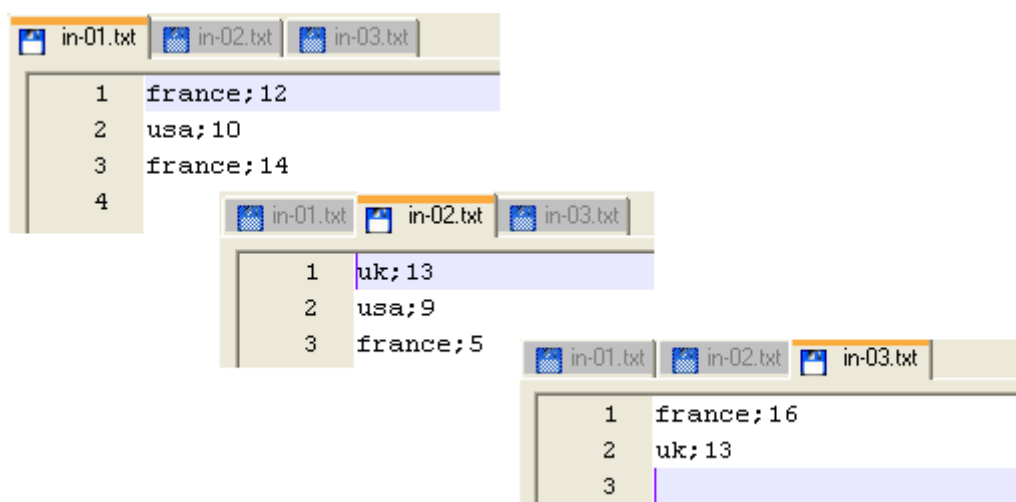 in-01.txt in-02.txt in-03.txt
1 france;12
2 usa;10
3 france;14
4
in-01.txt in-02.txt in-03.txt
1 uk;13
2 usa;9
3 france;5
in-01.txt in-02.txt in-03.txt
1 france;16
2 uk;13
3